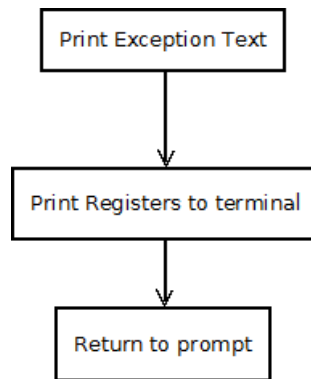 Print Exception Text
Print Registers to terminal
Return to prompt